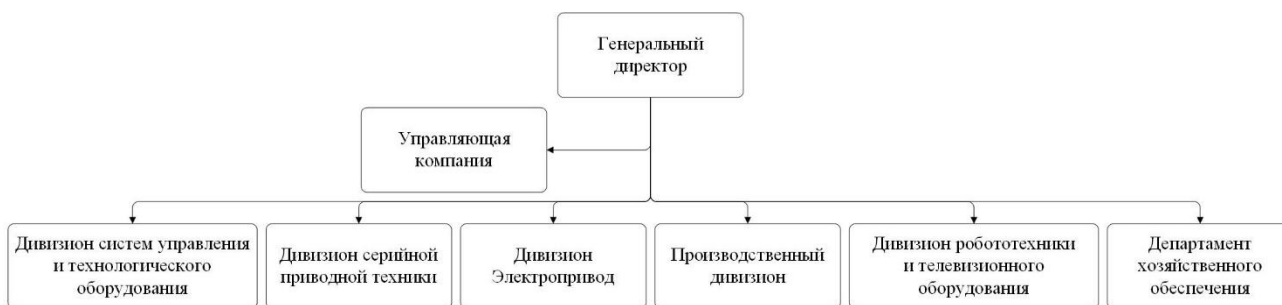 Генеральный
директор
Управляющая
компания
Дивизион систем управления
и технологического
оборудования
Дивизион серийной
приводной техники
Дивизион
Электропривод
Производственный
дивизион
Дивизион робототехники
и телевизионного
оборудования
Департамент
хозяйственного
обеспечения